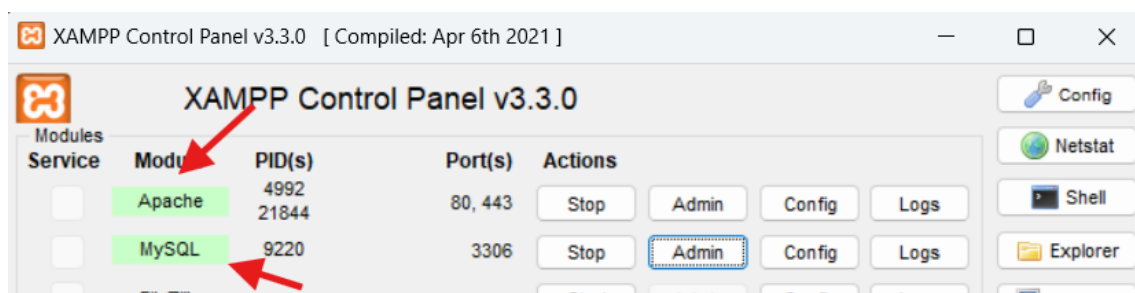 XAMPP Control Panel v3.3.0 [ Compiled: Apr 6th 2021 ]
XAMPP Control Panel v3.3.0
Config
Modules
Netstat
Service Module PID(s) Port(s) Actions
Apache 4992 21844 80, 443 Stop Admin Config Logs
Shell
MySQL 9220 3306 Stop Admin Config Logs
Explorer